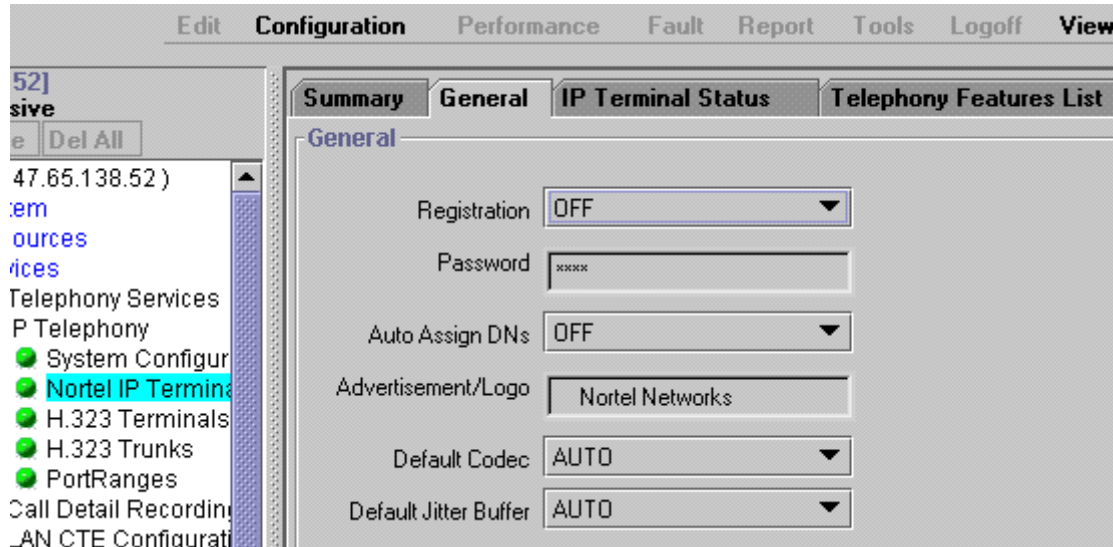 Edit Configuration Performance Fault Report Tools Logoff View
52]
sive
e Del All
47.65.138.52 )
tem
ources
vices
Telephony Services
P Telephony
System Configur
Nortel IP Termina
H.323 Terminals
H.323 Trunks
PortRanges
Call Detail Recording
LAN CTE Configurati
Summary General IP Terminal Status Telephony Features List
General
Registration OFF
Password ****
Auto Assign DNs OFF
Advertisement/Logo Nortel Networks
Default Codec AUTO
Default Jitter Buffer AUTO